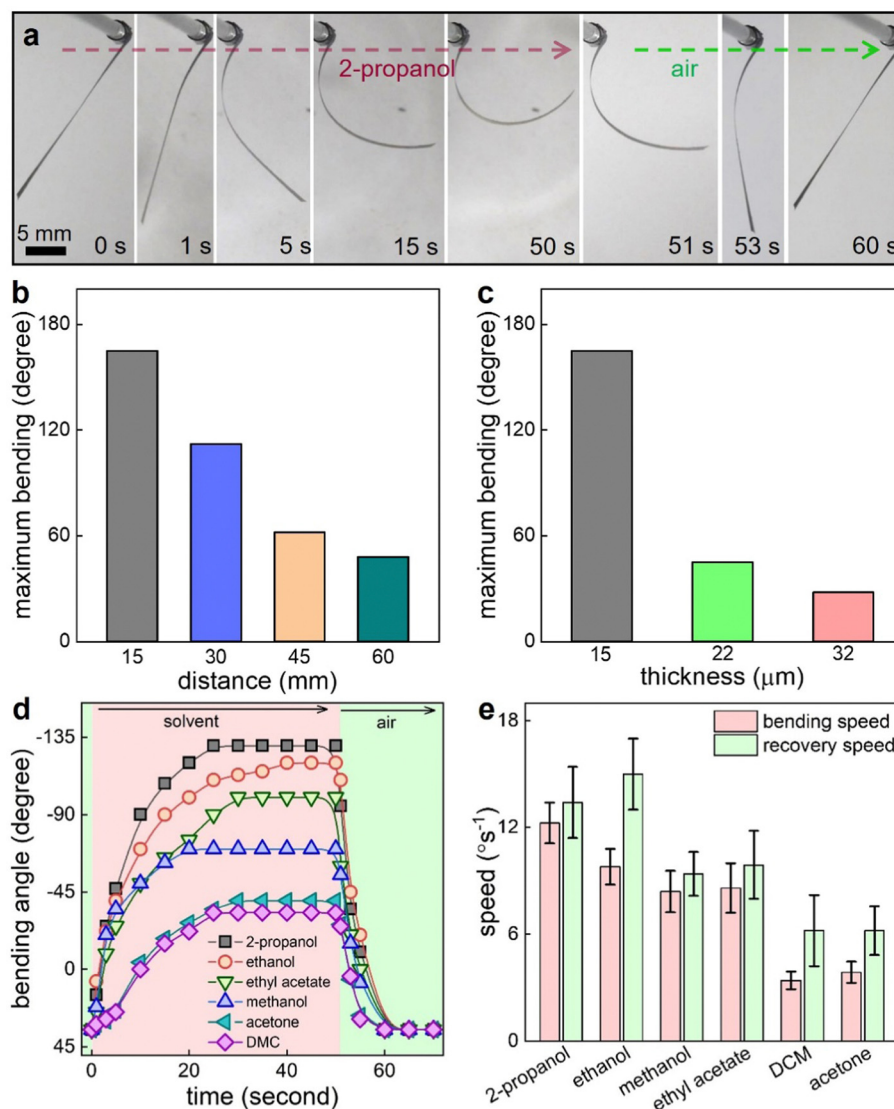 a
2-propanol
air
5 mm
0 s
1 s
5 s
15 s
50 s
51 s
53 s
60 s
b
maximum bending (degree)
180
120
60
0
15
30
45
60
distance (mm)
c
maximum bending (degree)
180
120
60
0
15
22
32
thickness (μm)
d
solvent
air
bending angle (degree)
-135
-90
-45
0
45
2-propanol
ethanol
ethyl acetate
methanol
acetone
DMC
0
20
40
60
time (second)
e
bending speed
recovery speed
speed (°s⁻¹)
18
12
6
0
2-propanol
ethanol
methanol
ethyl acetate
DCM
acetone